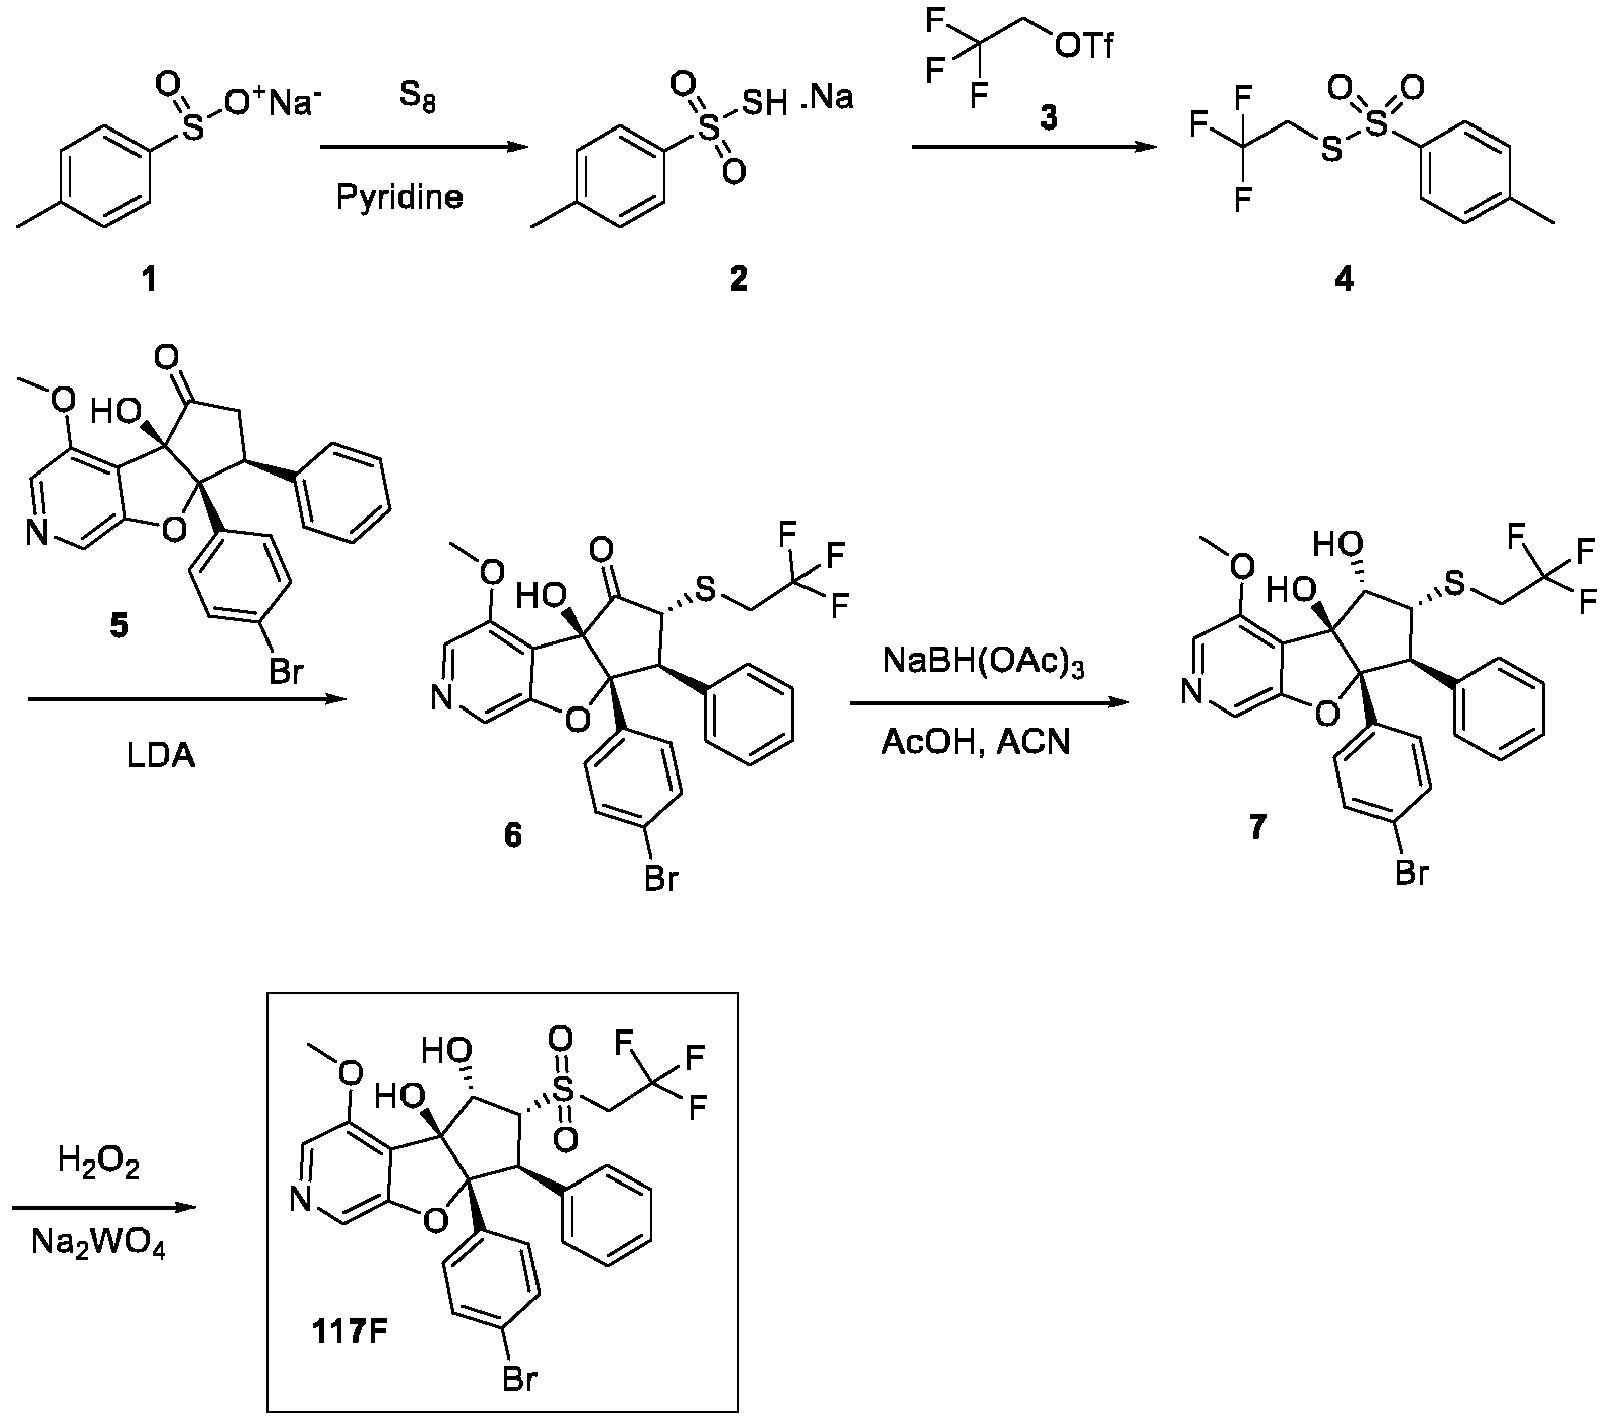 O
S
O⁺Na⁻
1
S₈
Pyridine
O
S
SH .Na
O
2
F
F
F
OTf
3
F
F
F
S
S
O O
4
O
O
HO
N
O
Br
5
LDA
O
O
HO
S
F
F
F
N
O
Br
6
NaBH(OAc)₃
AcOH, ACN
O
HO
HO
S
F
F
F
N
O
Br
7
H₂O₂
Na₂WO₄
O
HO
HO
O
S
O
F
F
F
N
O
Br
117F